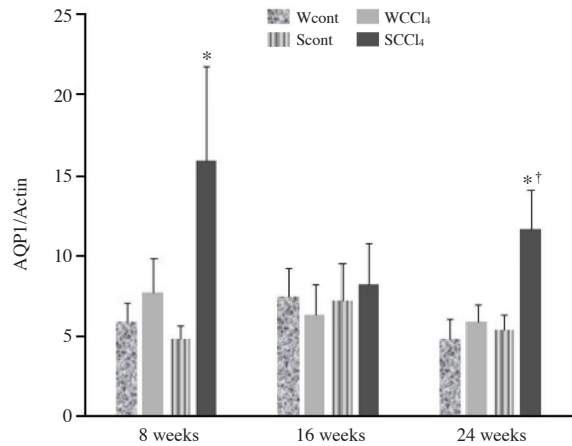 25
20
15
10
5
0
AQP1/Actin
Wcont WCCl₄
Scont SCCl₄
*
*†
8 weeks 16 weeks 24 weeks